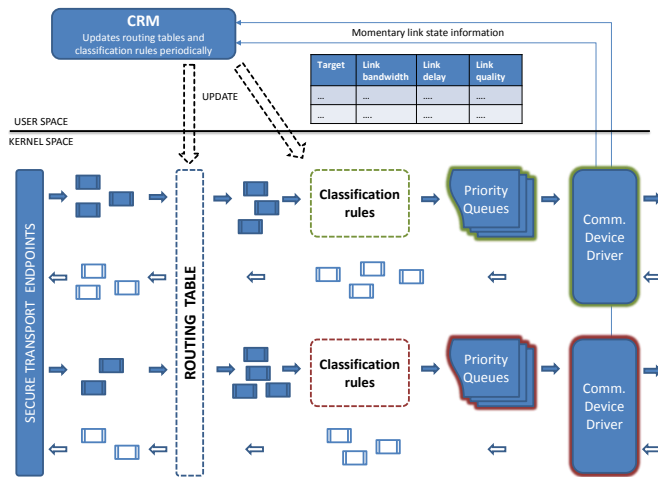 CRM
Updates routing tables and
classification rules periodically
Momentary link state information
Target
Link
bandwidth
Link
delay
Link
quality
...
...
....
....
...
....
....
....
UPDATE
USER SPACE
KERNEL SPACE
SECURE TRANSPORT ENDPOINTS
ROUTING TABLE
Classification
rules
Priority
Queues
Comm.
Device
Driver
Classification
rules
Priority
Queues
Comm.
Device
Driver